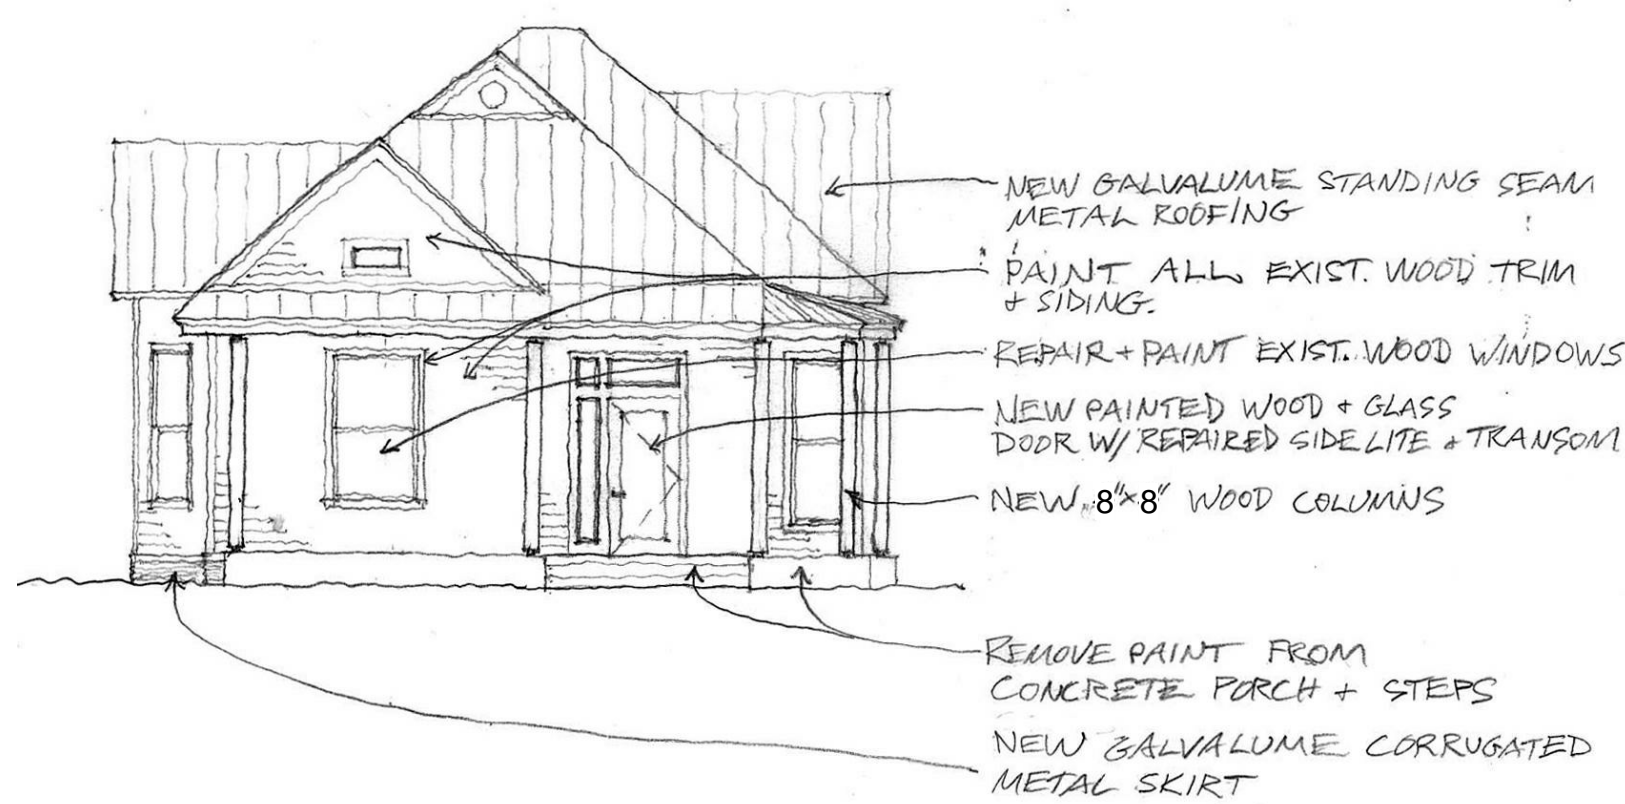 NEW GALVALUME STANDING SEAM
METAL ROOFING
PAINT ALL EXIST. WOOD TRIM
+ SIDING.
REPAIR + PAINT EXIST. WOOD WINDOWS
NEW PAINTED WOOD + GLASS
DOOR W/ REPAIRED SIDELITE + TRANSOM
NEW 8"x8" WOOD COLUMNS
REMOVE PAINT FROM
CONCRETE PORCH + STEPS
NEW GALVALUME CORRUGATED
METAL SKIRT